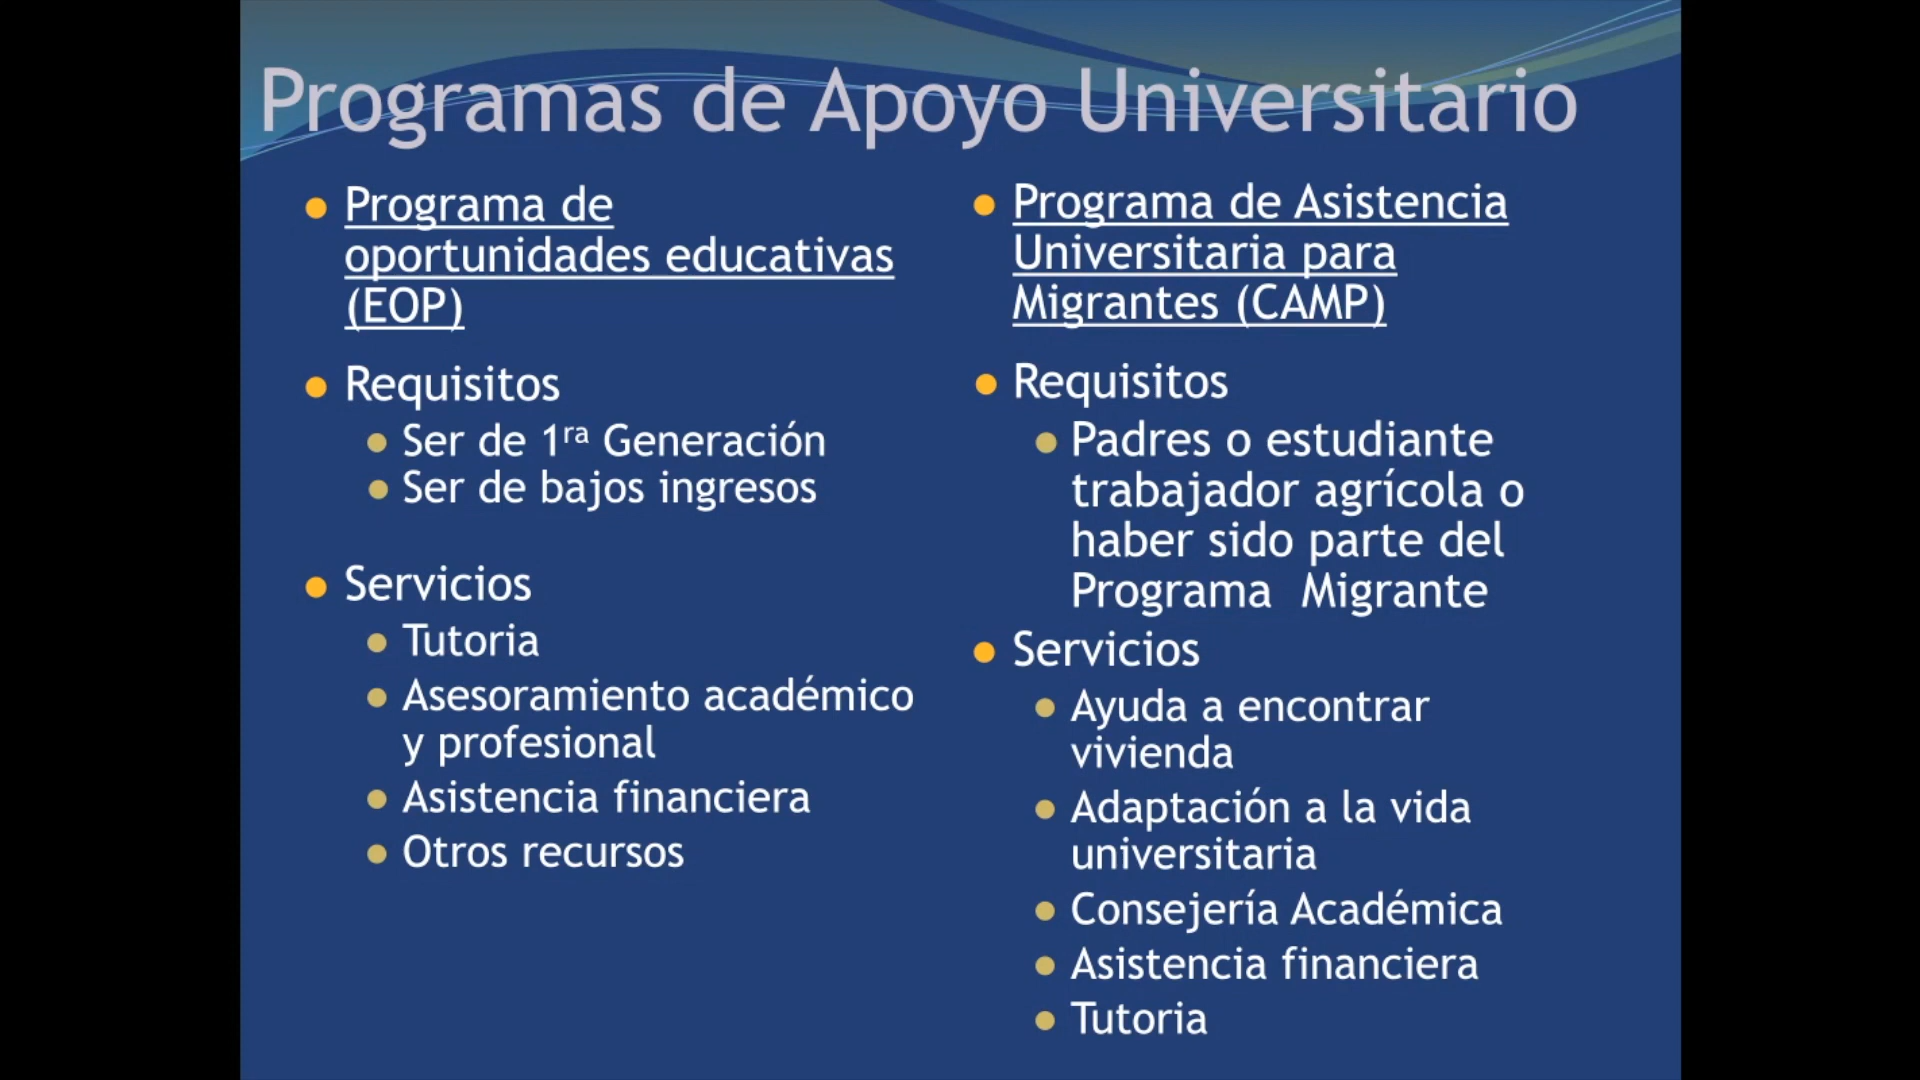 Programas de Apoyo Universitario
Programa de
oportunidades educativas
(EOP)
Requisitos
Ser de 1ra Generación
Ser de bajos ingresos
Servicios
Tutoria
Asesoramiento académico
y profesional
Asistencia financiera
Otros recursos
Programa de Asistencia
Universitaria para
Migrantes (CAMP)
Requisitos
Padres o estudiante
trabajador agrícola o
haber sido parte del
Programa  Migrante
Servicios
Ayuda a encontrar
vivienda
Adaptación a la vida
universitaria
Consejería Académica
Asistencia financiera
Tutoria